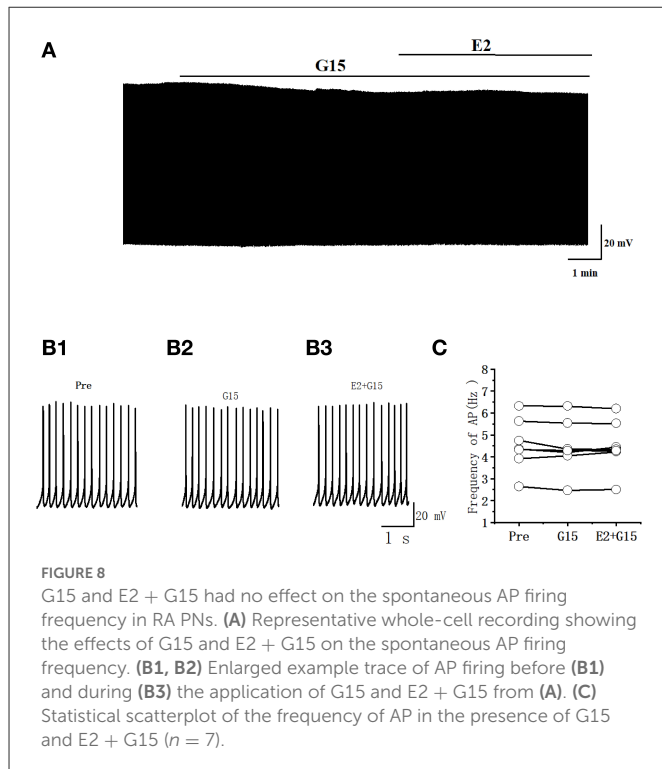 A
E2
G15
20 mV
1 min
B1
B2
B3
C
Pre
G15
E2+G15
20 mV
1 s
Frequency of AP(Hz)
8
7
6
5
4
3
2
1
Pre
G15
E2+G15
FIGURE 8
G15 and E2 + G15 had no effect on the spontaneous AP firing
frequency in RA PNs. (A) Representative whole-cell recording showing
the effects of G15 and E2 + G15 on the spontaneous AP firing
frequency. (B1, B2) Enlarged example trace of AP firing before (B1)
and during (B3) the application of G15 and E2 + G15 from (A). (C)
Statistical scatterplot of the frequency of AP in the presence of G15
and E2 + G15 (n = 7).